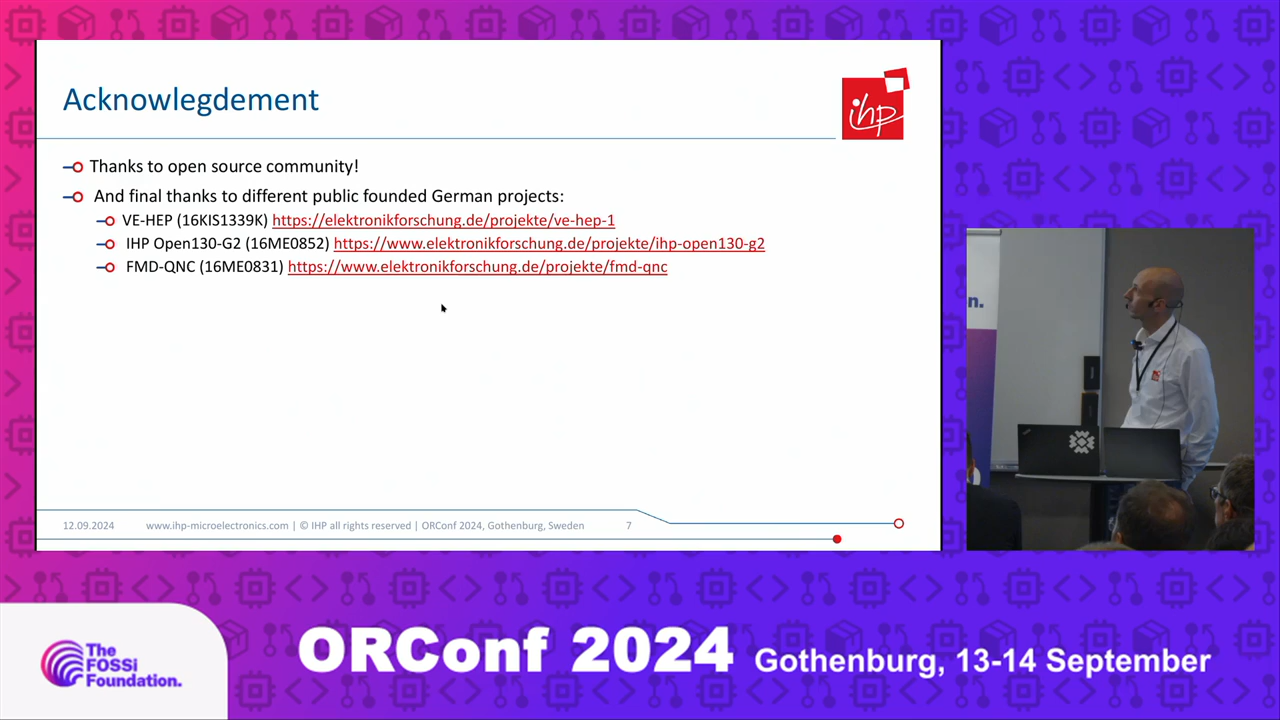 Acknowlegdement
ihp
Thanks to open source community!
And final thanks to different public founded German projects:
VE-HEP (16KIS1339K) https://elektronikforschung.de/projekte/ve-hep-1
IHP Open130-G2 (16ME0852) https://www.elektronikforschung.de/projekte/ihp-open130-g2
FMD-QNC (16ME0831) https://www.elektronikforschung.de/projekte/fmd-qnc
12.09.2024 www.ihp-microelectronics.com | © IHP all rights reserved | ORConf 2024, Gothenburg, Sweden 7
n.
The
FOSSi
Foundation.
ORConf 2024 Gothenburg, 13-14 September